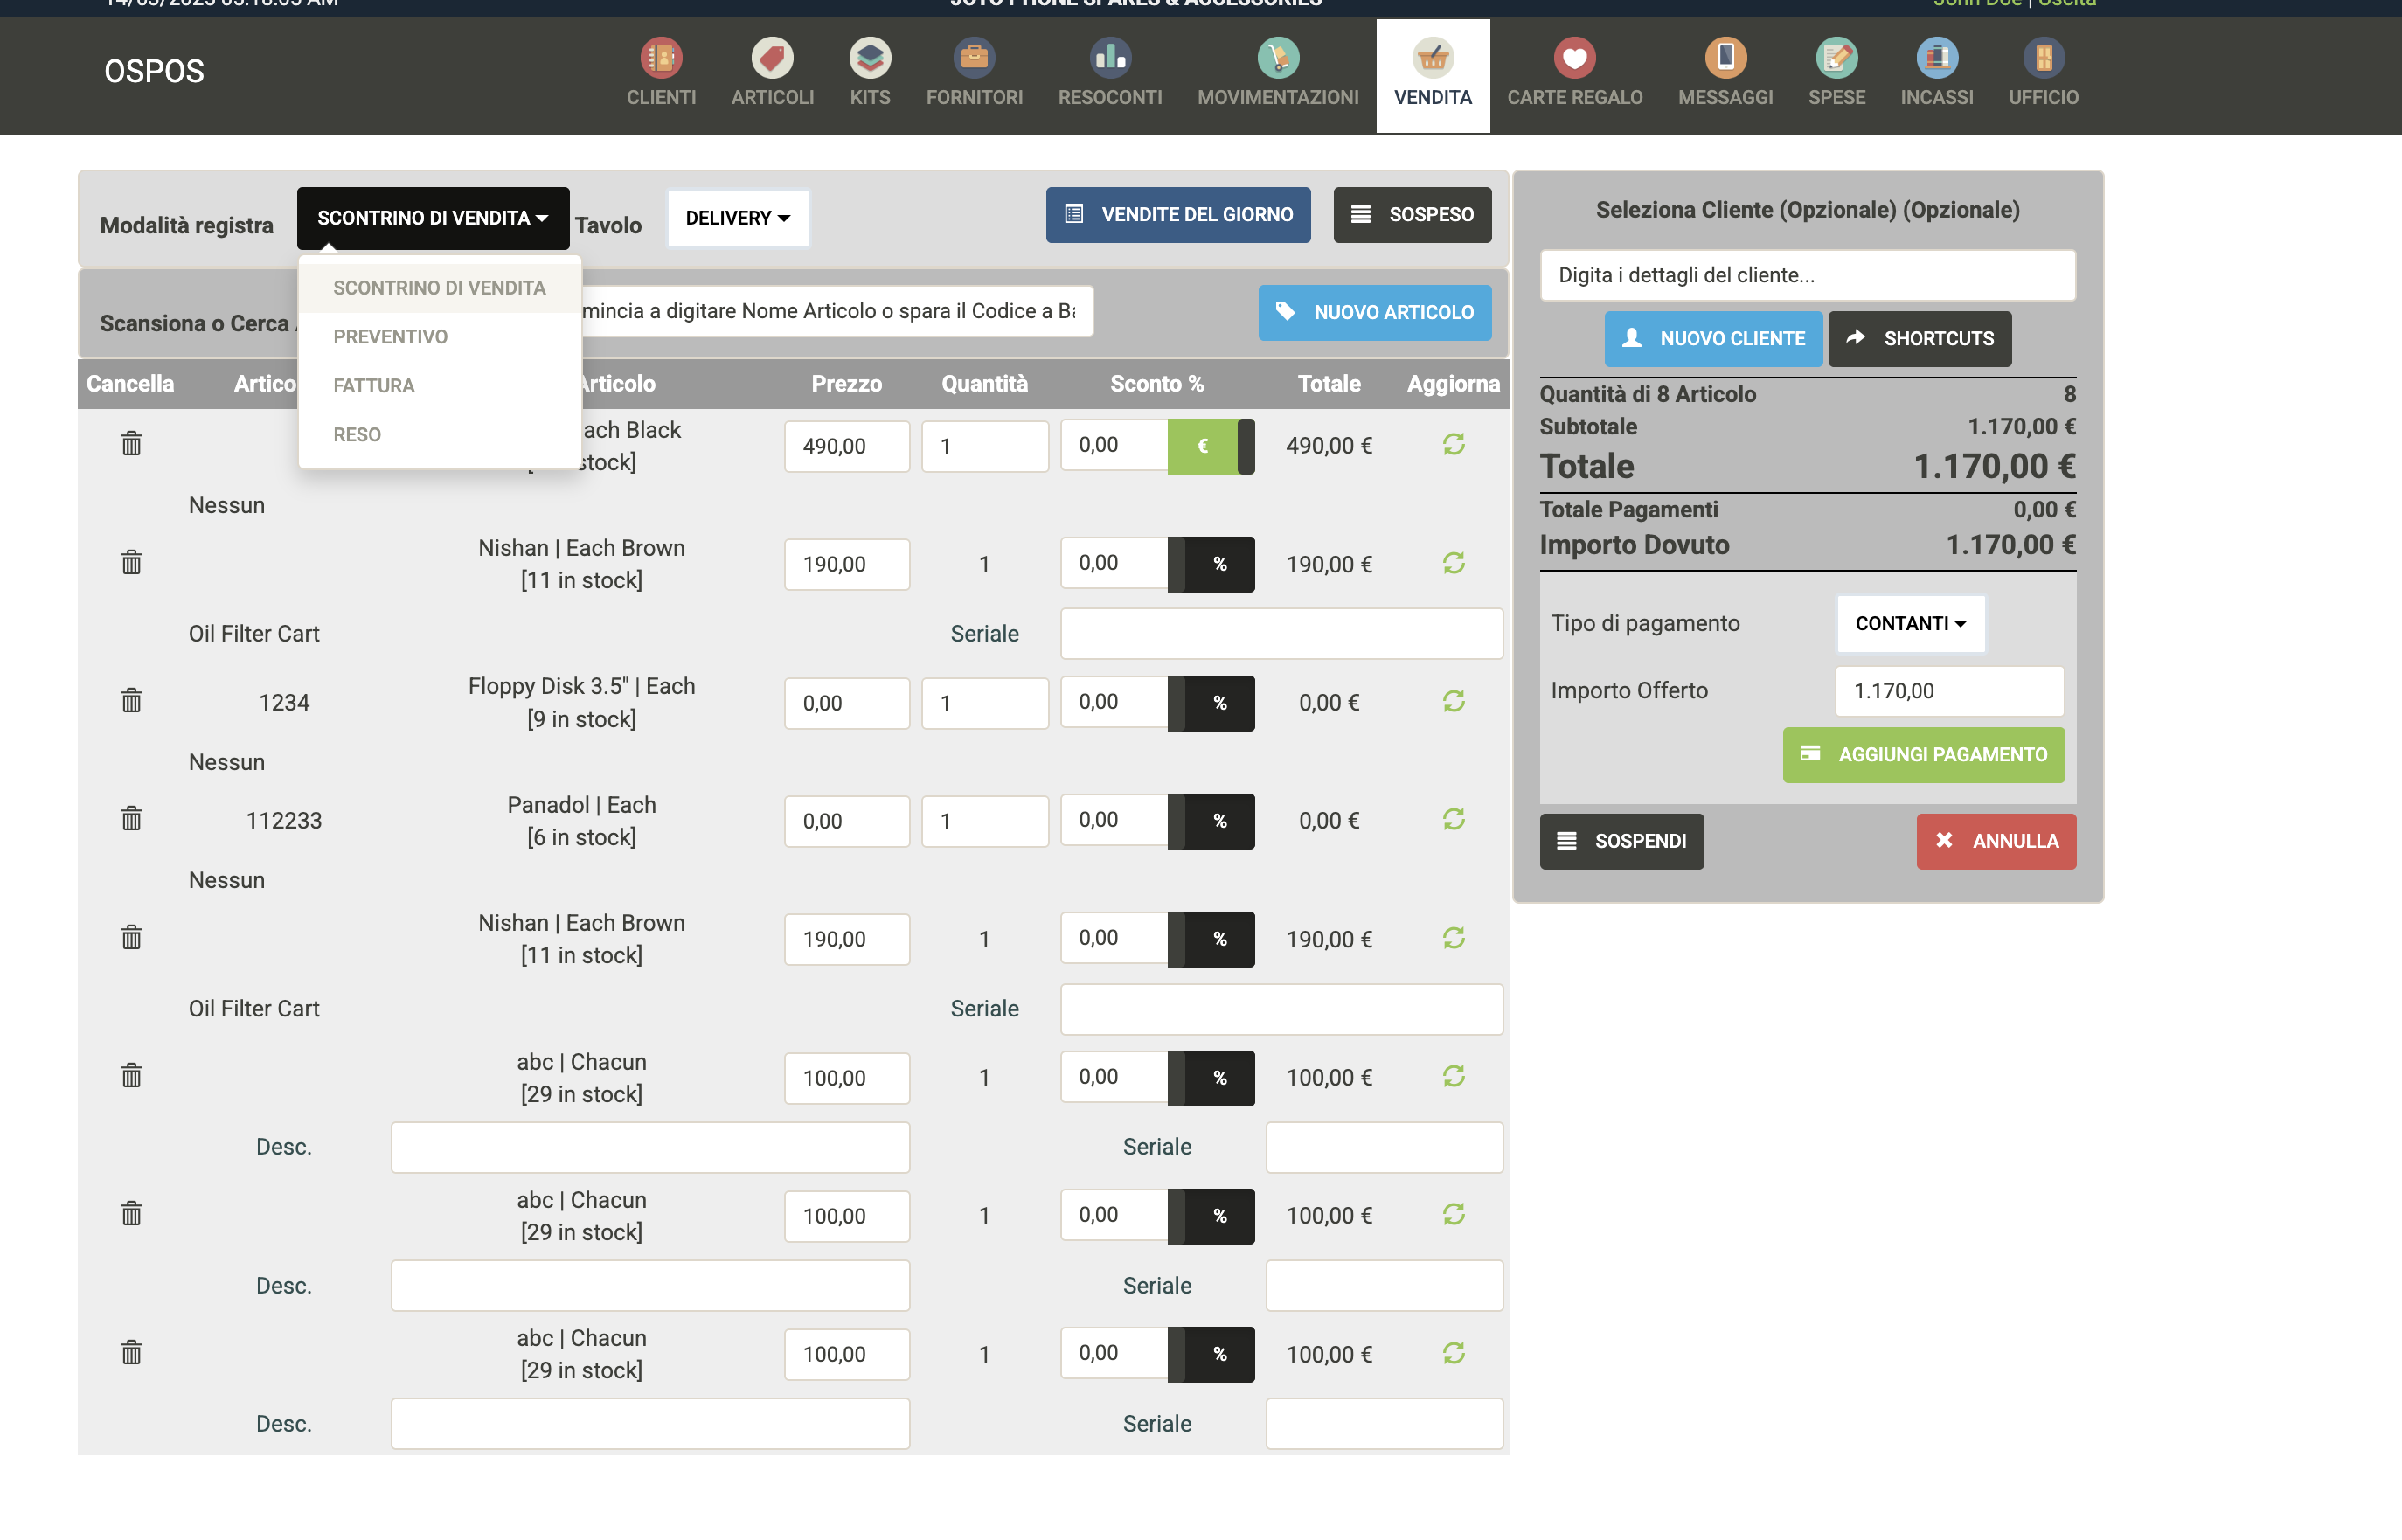 JOTO PHONE SPARES & ACCESSORIES
John Doe | Uscita
OSPOS
CLIENTI
ARTICOLI
KITS
FORNITORI
RESOCONTI
MOVIMENTAZIONI
VENDITA
CARTE REGALO
MESSAGGI
SPESE
INCASSI
UFFICIO
Modalità registra
SCONTRINO DI VENDITA
Tavolo
DELIVERY
VENDITE DEL GIORNO
SOSPESO
SCONTRINO DI VENDITA
PREVENTIVO
FATTURA
RESO
Scansiona o Cerca
mincia a digitare Nome Articolo o spara il Codice a Ba
NUOVO ARTICOLO
Cancella Artico Articolo Prezzo Quantità Sconto % Totale Aggiorna
ach Black 490,00 1 0,00 € 490,00 €
stock]
Nessun
Nishan | Each Brown 190,00 1 0,00 % 190,00 €
[11 in stock]
Oil Filter Cart Seriale
1234 Floppy Disk 3.5" | Each 0,00 1 0,00 % 0,00 €
[9 in stock]
Nessun
112233 Panadol | Each 0,00 1 0,00 % 0,00 €
[6 in stock]
Nessun
Nishan | Each Brown 190,00 1 0,00 % 190,00 €
[11 in stock]
Oil Filter Cart Seriale
abc | Chacun 100,00 1 0,00 % 100,00 €
[29 in stock]
Desc. Seriale
abc | Chacun 100,00 1 0,00 % 100,00 €
[29 in stock]
Desc. Seriale
abc | Chacun 100,00 1 0,00 % 100,00 €
[29 in stock]
Desc. Seriale
Seleziona Cliente (Opzionale) (Opzionale)
Digita i dettagli del cliente...
NUOVO CLIENTE
SHORTCUTS
Quantità di 8 Articolo 8
Subtotale 1.170,00 €
Totale 1.170,00 €
Totale Pagamenti 0,00 €
Importo Dovuto 1.170,00 €
Tipo di pagamento CONTANTI
Importo Offerto 1.170,00
AGGIUNGI PAGAMENTO
SOSPENDI
ANNULLA